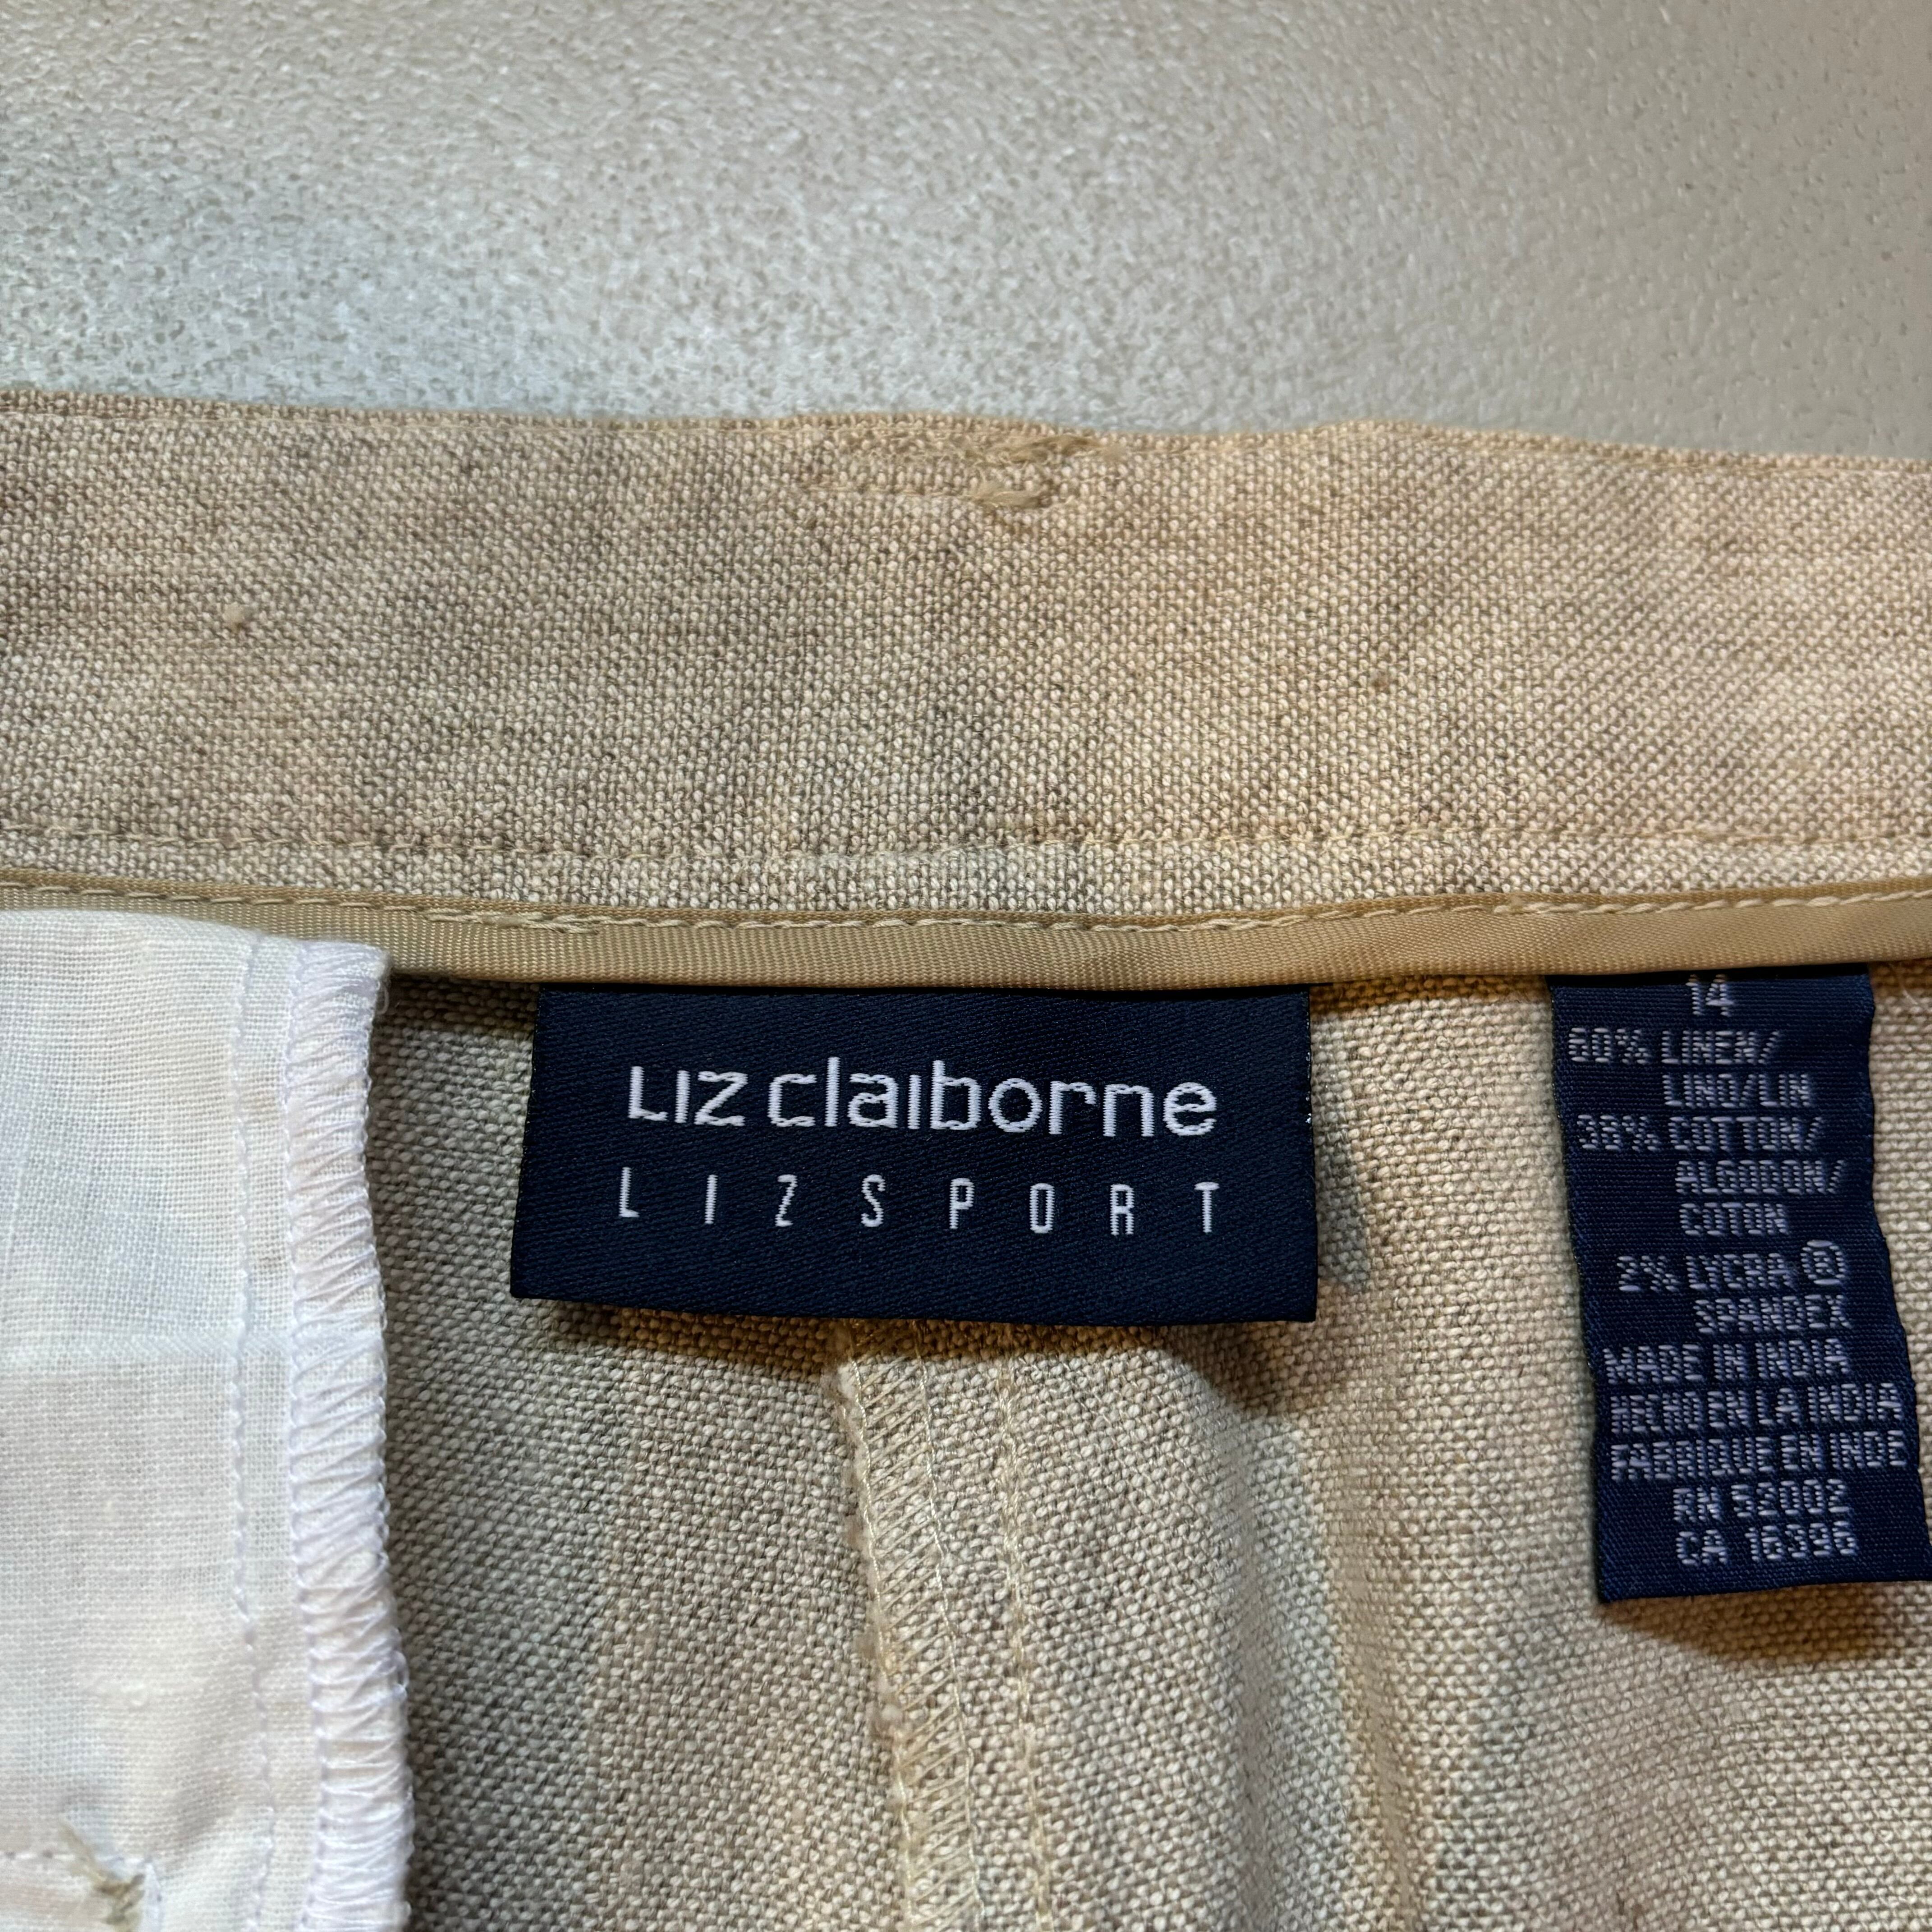 LIZ claiborne
LIZSPORT
14
60% LINEN/
LINO/LIN
38% COTTON/
ALGODON/
COTON
2% LYCRA ®
SPANDEX
MADE IN INDIA
HECHO EN LA INDIA
FABRIQUE EN INDE
RN 52002
CA 16396